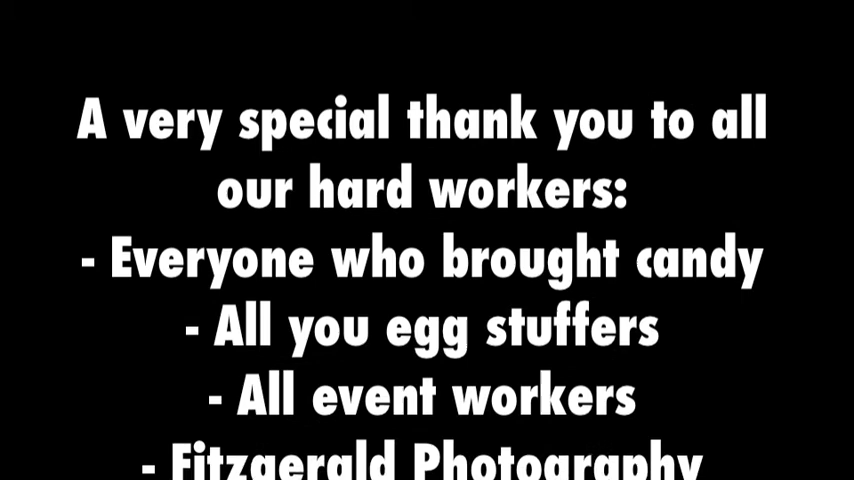 A very special thank you to all
our hard workers:
- Everyone who brought candy
- All you egg stuffers
- All event workers
- Fitzgerald Photography